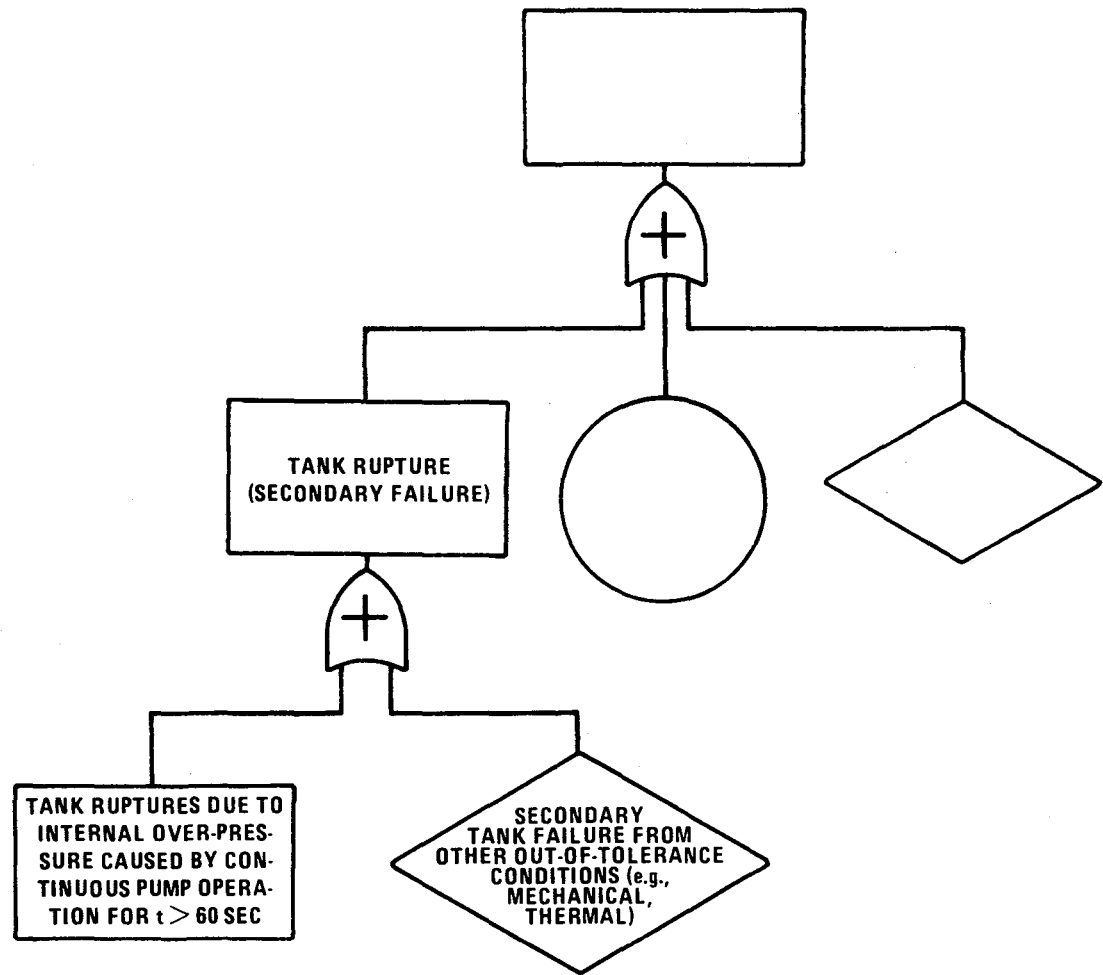 TANK RUPTURE
(SECONDARY FAILURE)
TANK RUPTURES DUE TO
INTERNAL OVER-PRES-
SURE CAUSED BY CON-
TINUOUS PUMP OPERA-
TION FOR t > 60 SEC
SECONDARY
TANK FAILURE FROM
OTHER OUT-OF-TOLERANCE
CONDITIONS (e.g.,
MECHANICAL,
THERMAL)